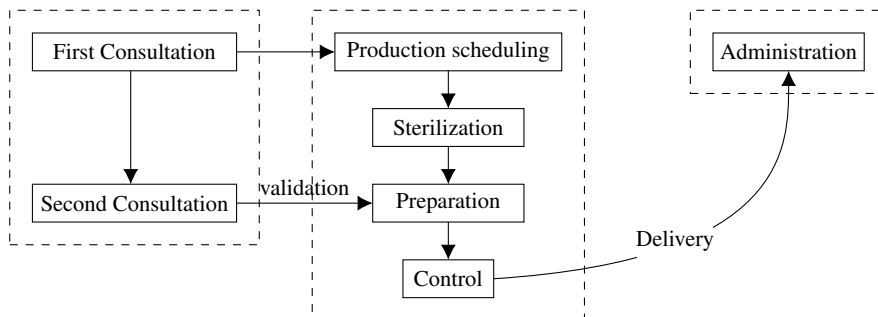 First Consultation
Production scheduling
Administration
Sterilization
Second Consultation
validation
Preparation
Delivery
Control